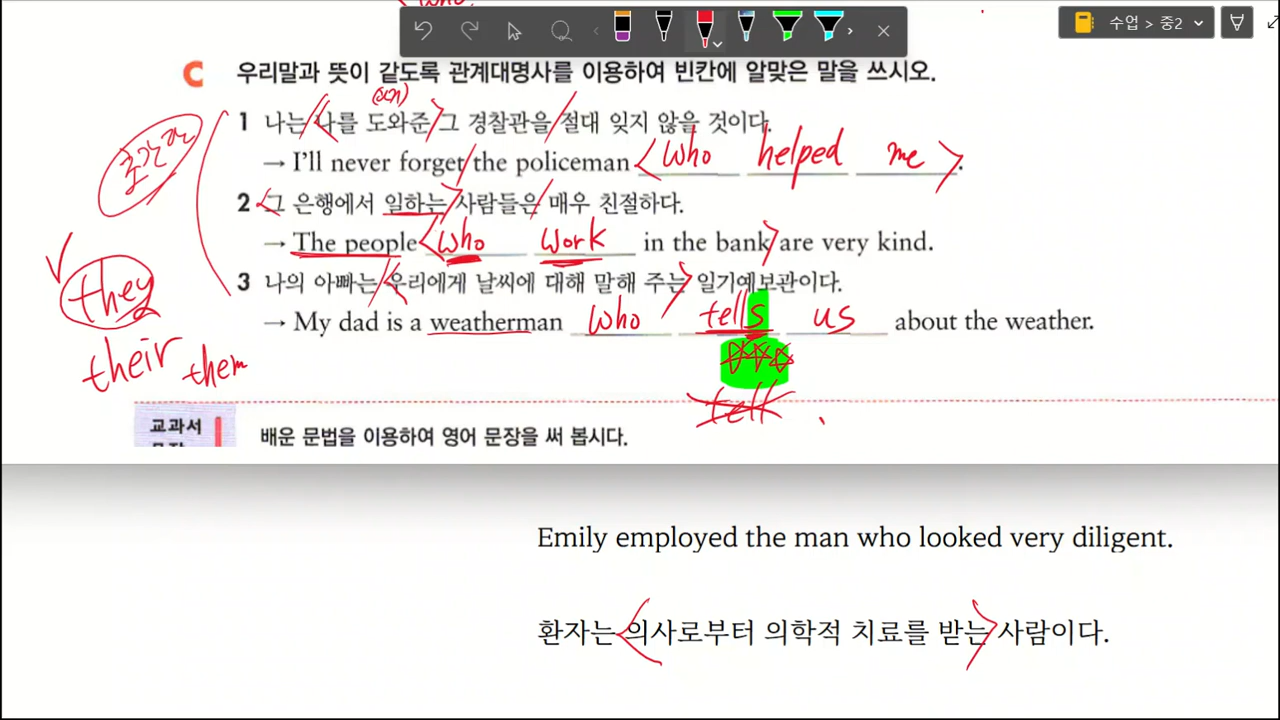 수업 > 중2
C 우리말과 뜻이 같도록 관계대명사를 이용하여 빈칸에 알맞은 말을 쓰시오.
1 나는 나를 도와준 그 경찰관을 절대 잊지 않을 것이다.
→ I'll never forget the policeman who helped me.
2 그 은행에서 일하는 사람들은 매우 친절하다.
→ The people who work in the bank are very kind.
they
3 나의 아빠는 우리에게 날씨에 대해 말해 주는 일기예보관이다.
→ My dad is a weatherman who tells us about the weather.
their them
tell
교과서
배운 문법을 이용하여 영어 문장을 써 봅시다.
Emily employed the man who looked very diligent.
환자는 의사로부터 의학적 치료를 받는 사람이다.